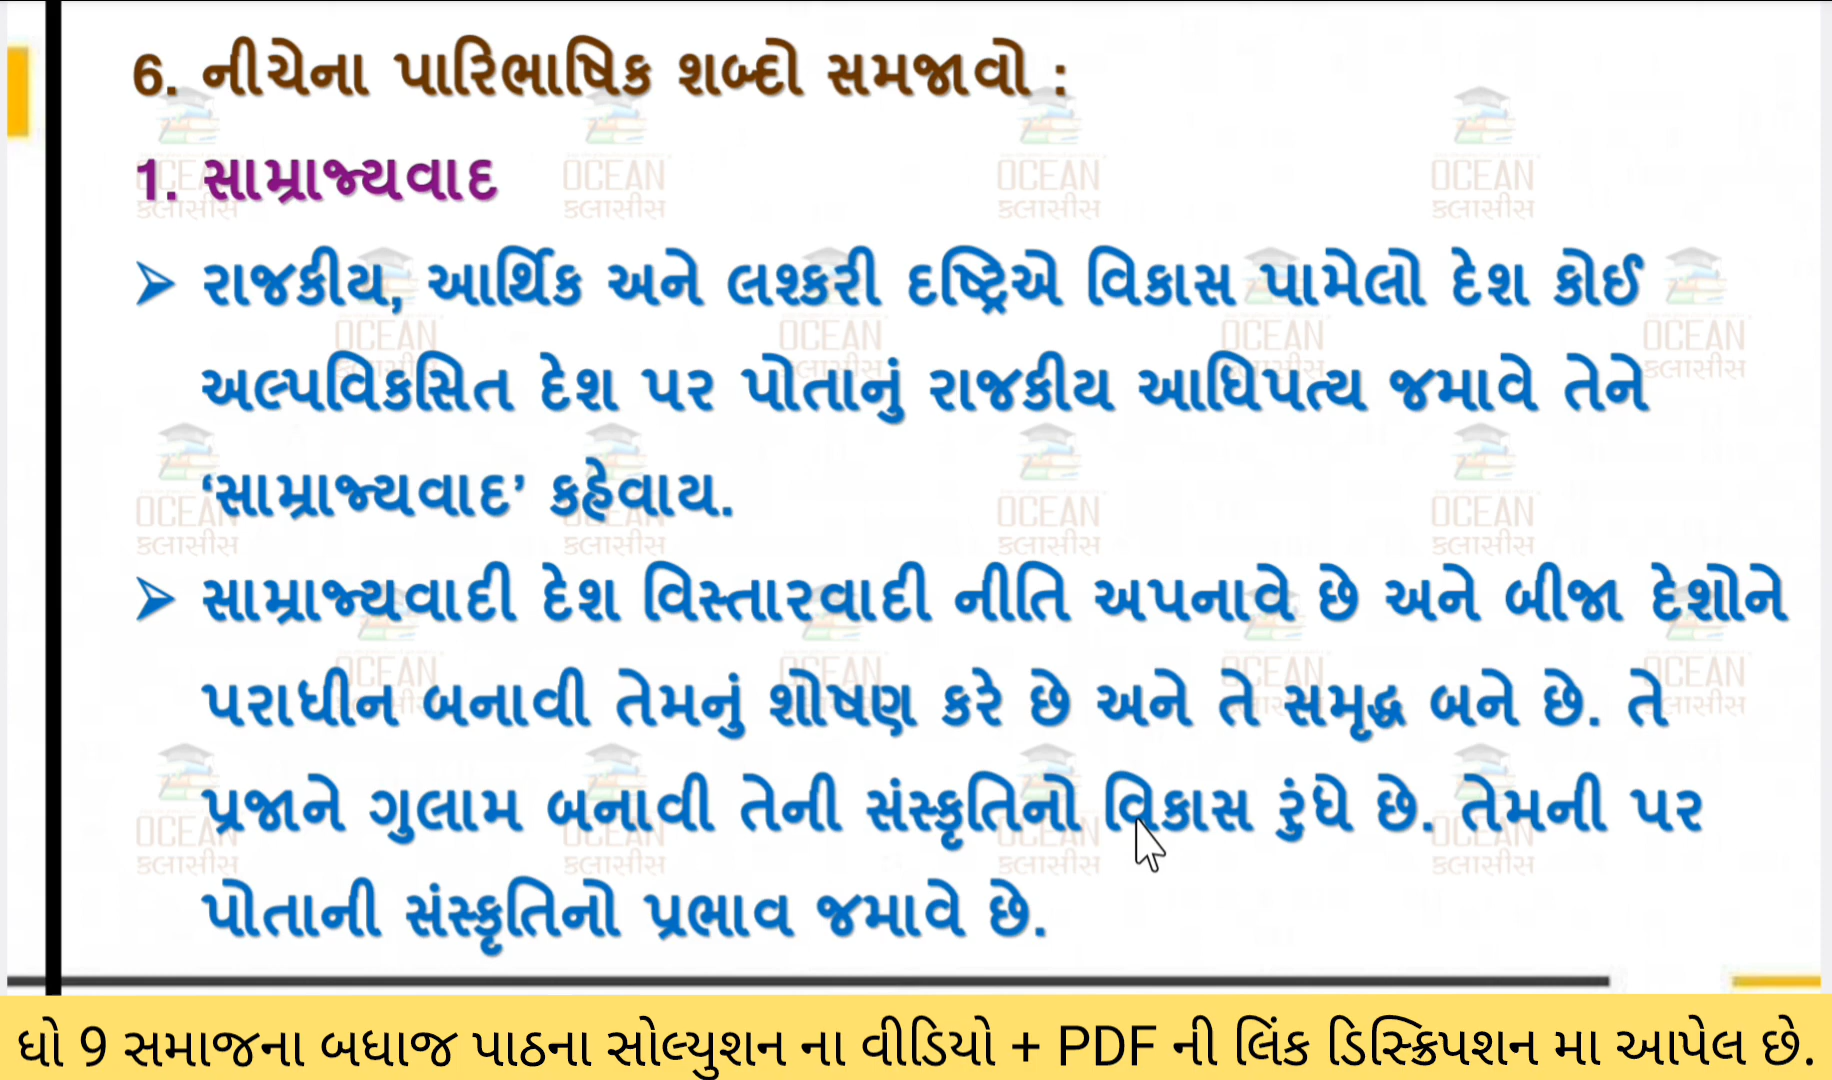 6. નીચેના પારિભાષિક શબ્દો સમજાવો :
1. સામ્રાજ્યવાદ
➢ રાજકીય, આર્થિક અને લશ્કરી દષ્ટ્રિએ વિકાસ પામેલો દેશ કોઈ
અલ્પવિકસિત દેશ પર પોતાનું રાજકીય આધિપત્ય જમાવે તેને
‘સામ્રાજ્યવાદ’ કહેવાય.
➢ સામ્રાજ્યવાદી દેશ વિસ્તારવાદી નીતિ અપનાવે છે અને બીજા દેશોને
પરાધીન બનાવી તેમનું શોષણ કરે છે અને તે સમૃદ્ધ બને છે. તે
પ્રજાને ગુલામ બનાવી તેની સંસ્કૃતિનો વિકાસ રુંધે છે. તેમની પર
પોતાની સંસ્કૃતિનો પ્રભાવ જમાવે છે.
ધો 9 સમાજના બધાજ પાઠના સોલ્યુશન ના વીડિયો + PDF ની લિંક ડિસ્ક્રિપશન મા આપેલ છે.
OCEAN
ક્લાસીસ